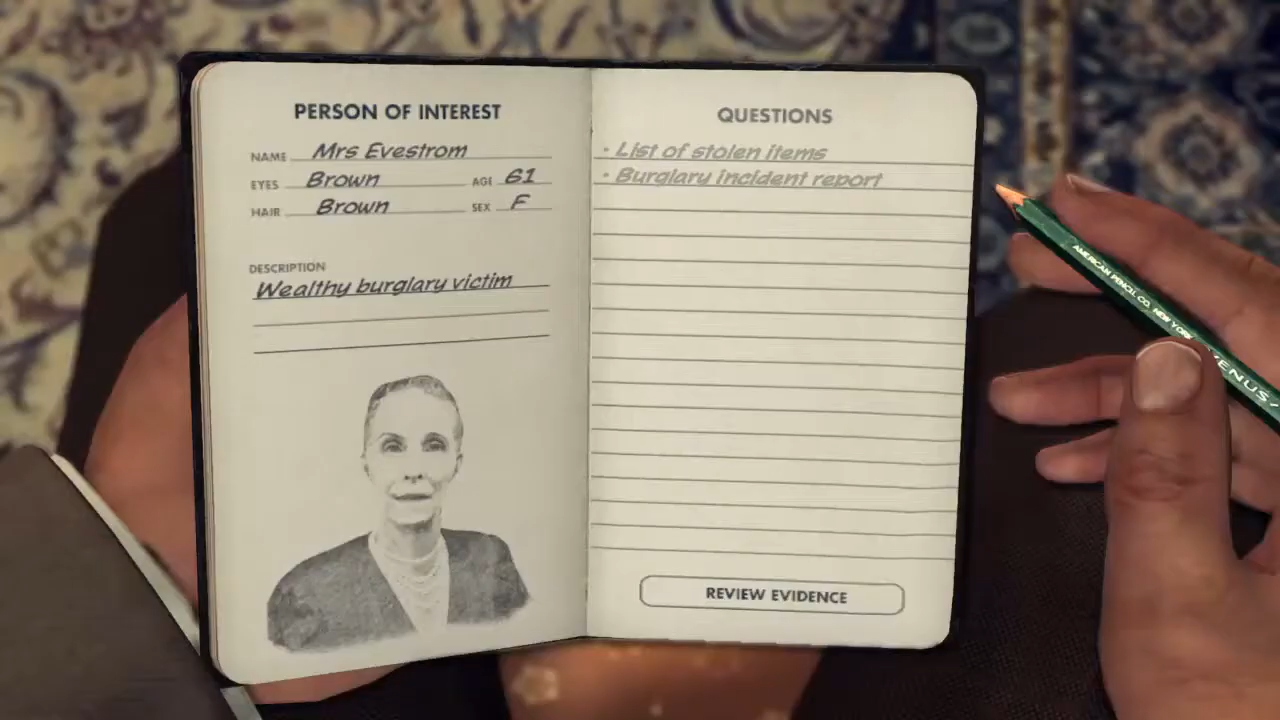 PERSON OF INTEREST
NAME Mrs Evestrom
EYES Brown AGE 61
HAIR Brown SEX F
DESCRIPTION
Wealthy burglary victim
QUESTIONS
- List of stolen items
- Burglary incident report
REVIEW EVIDENCE
AMERICAN PENCIL CO. NEW YORK
VENUS